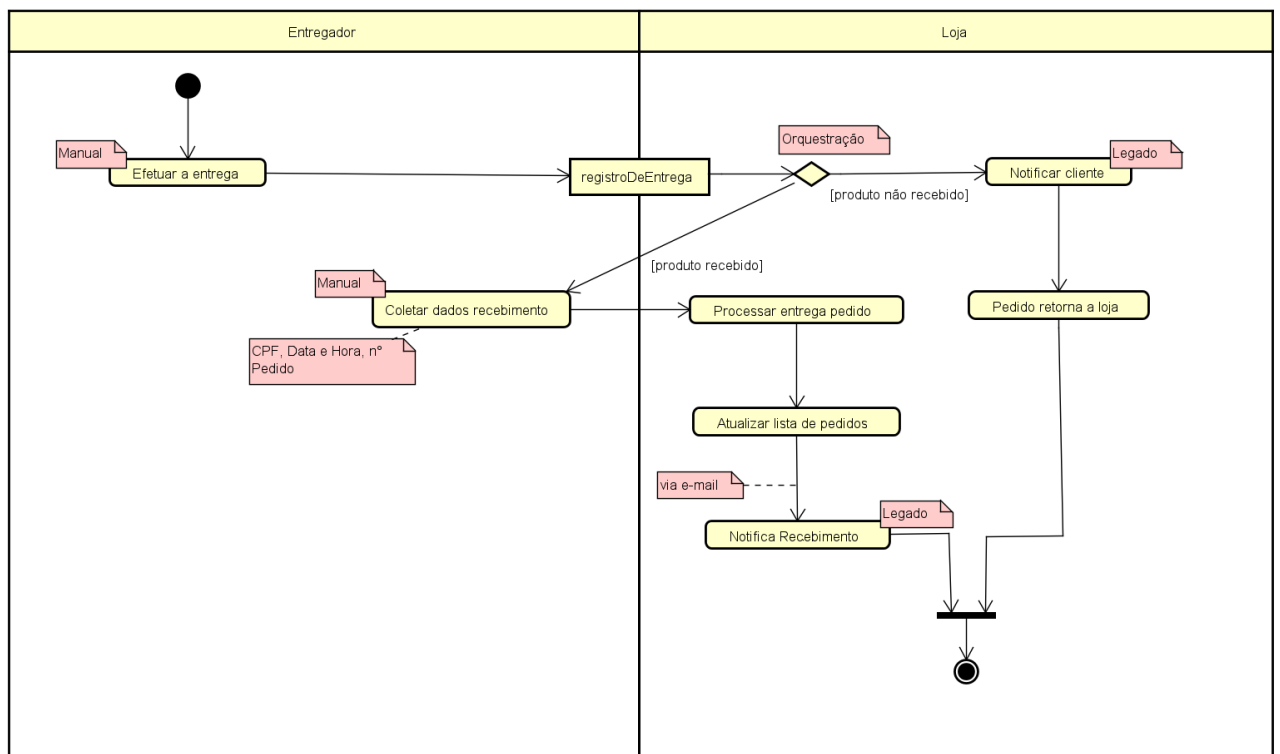 Entregador
Loja
Orquestração
Manual
Legado
Efetuar a entrega
registroDeEntrega
Notificar cliente
[produto não recebido]
[produto recebido]
Manual
Coletar dados recebimento
Processar entrega pedido
Pedido retorna a loja
CPF, Data e Hora, n°
Pedido
Atualizar lista de pedidos
via e-mail
Legado
Notifica Recebimento